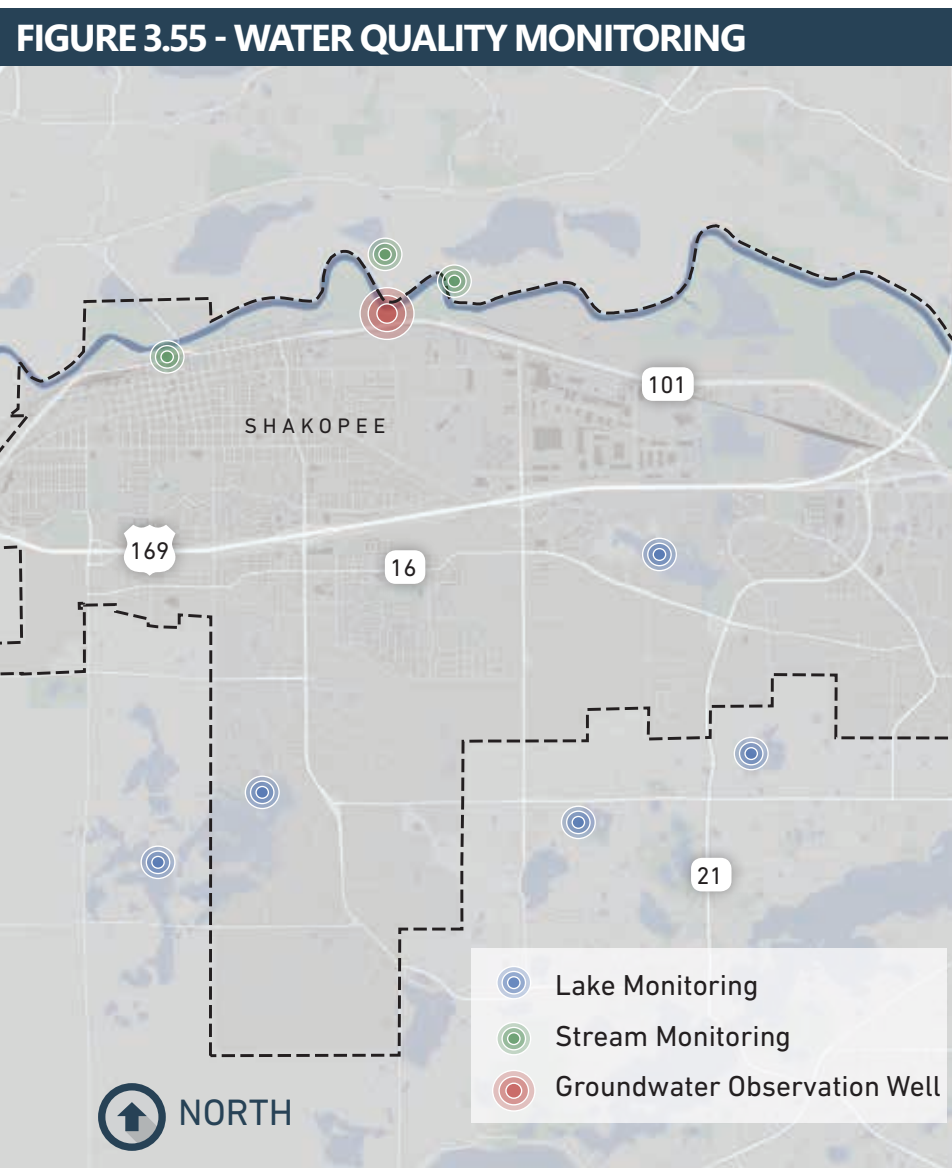 FIGURE 3.55 - WATER QUALITY MONITORING
101
SHAKOPEE
169
16
21
Lake Monitoring
Stream Monitoring
Groundwater Observation Well
NORTH